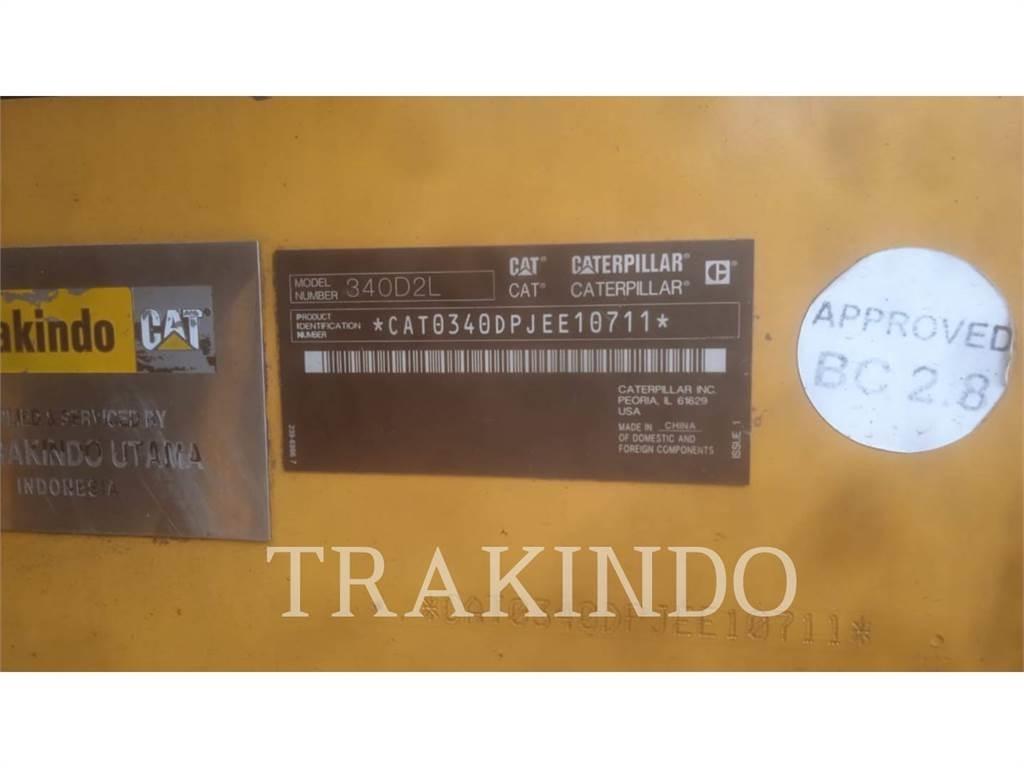 akindo CAT
& SERVICED BY
AKINDO UTAMA
INDONESIA
MODEL
NUMBER 340D2L
CAT® CATERPILLAR®
CAT® CATERPILLAR®
PRODUCT
IDENTIFICATION
NUMBER
*CAT0340DPJEE10711*
CATERPILLAR INC.
PEORIA, IL 61629
USA
MADE IN CHINA
OF DOMESTIC AND
FOREIGN COMPONENTS
ISSUE 1
APPROVED
BC 2.8
TRAKINDO
*CAT0340DPJEE10711*